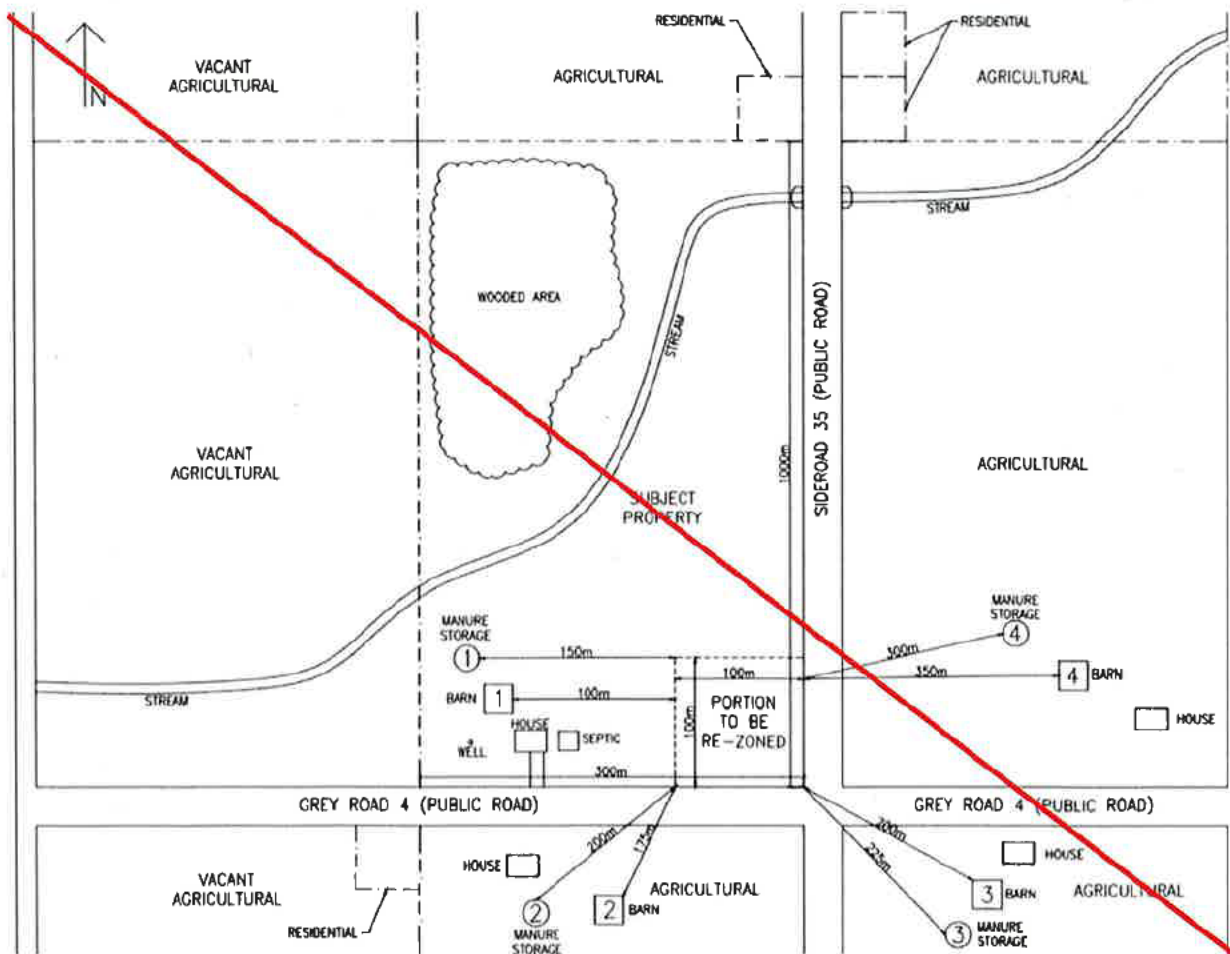 RESIDENTIAL
RESIDENTIAL
VACANT
AGRICULTURAL
AGRICULTURAL
AGRICULTURAL
N
STREAM
WOODED AREA
STREAM
SIDEROAD 35 (PUBLIC ROAD)
1000m
VACANT
AGRICULTURAL
AGRICULTURAL
SUBJECT
PROPERTY
MANURE
STORAGE
1
150m
MANURE
STORAGE
4
300m
100m
350m
4
BARN
STREAM
BARN
1
100m
PORTION
TO BE
RE-ZONED
100m
HOUSE
SEPTIC
WELL
HOUSE
300m
GREY ROAD 4 (PUBLIC ROAD)
GREY ROAD 4 (PUBLIC ROAD)
200m
175m
200m
225m
HOUSE
HOUSE
VACANT
AGRICULTURAL
AGRICULTURAL
2
BARN
2
MANURE
STORAGE
3
BARN
AGRICULTURAL
3
MANURE
STORAGE
RESIDENTIAL